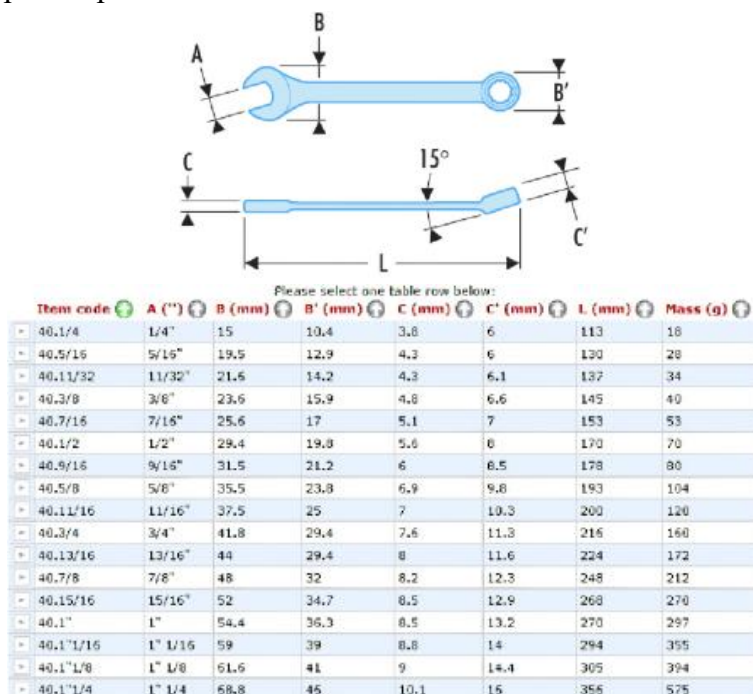 B
A
B'
C
15°
C'
L
Please select one table row below:
Item code A (") B (mm) B' (mm) C (mm) C' (mm) L (mm) Mass (g)
40.1/4 1/4" 15 10.4 3.8 6 113 18
40.5/16 5/16" 19.5 12.9 4.3 6 130 28
40.11/32 11/32" 21.6 14.2 4.3 6.1 137 34
40.3/8 3/8" 23.6 15.9 4.8 6.6 145 40
40.7/16 7/16" 25.6 17 5.1 7 153 53
40.1/2 1/2" 29.4 19.8 5.6 8 170 70
40.9/16 9/16" 31.5 21.2 6 8.5 178 80
40.5/8 5/8" 35.5 23.8 6.9 9.8 193 104
40.11/16 11/16" 37.5 25 7 10.3 200 120
40.3/4 3/4" 41.8 29.4 7.6 11.3 216 160
40.13/16 13/16" 44 29.4 8 11.6 224 172
40.7/8 7/8" 48 32 8.2 12.3 248 212
40.15/16 15/16" 52 34.7 8.5 12.9 268 270
40.1" 1" 54.4 36.3 8.5 13.2 270 297
40.1"1/16 1" 1/16 59 39 8.8 14 294 355
40.1"1/8 1" 1/8 61.6 41 9 14.4 305 394
40.1"1/4 1" 1/4 68.8 46 10.1 16 356 575